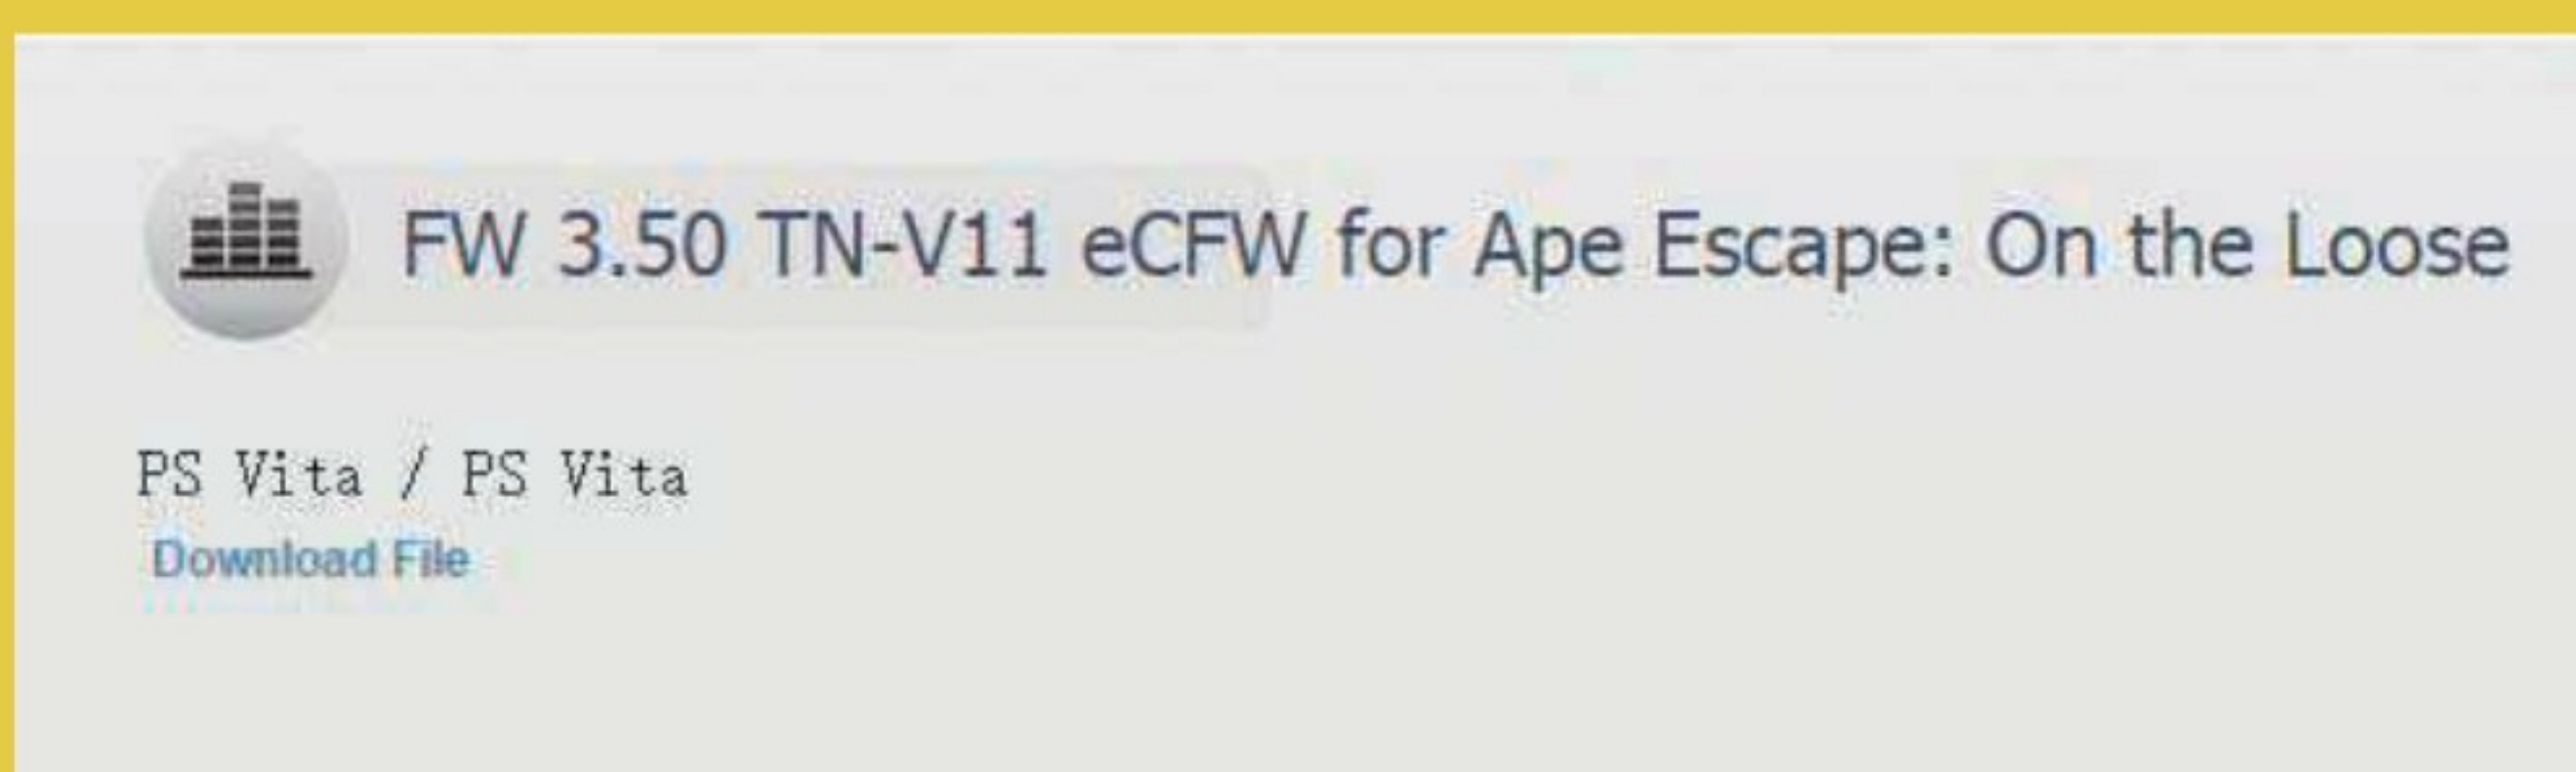 FW 3.50 TN-V11 eCFW for Ape Escape: On the Loose
PS Vita / PS Vita
Download File